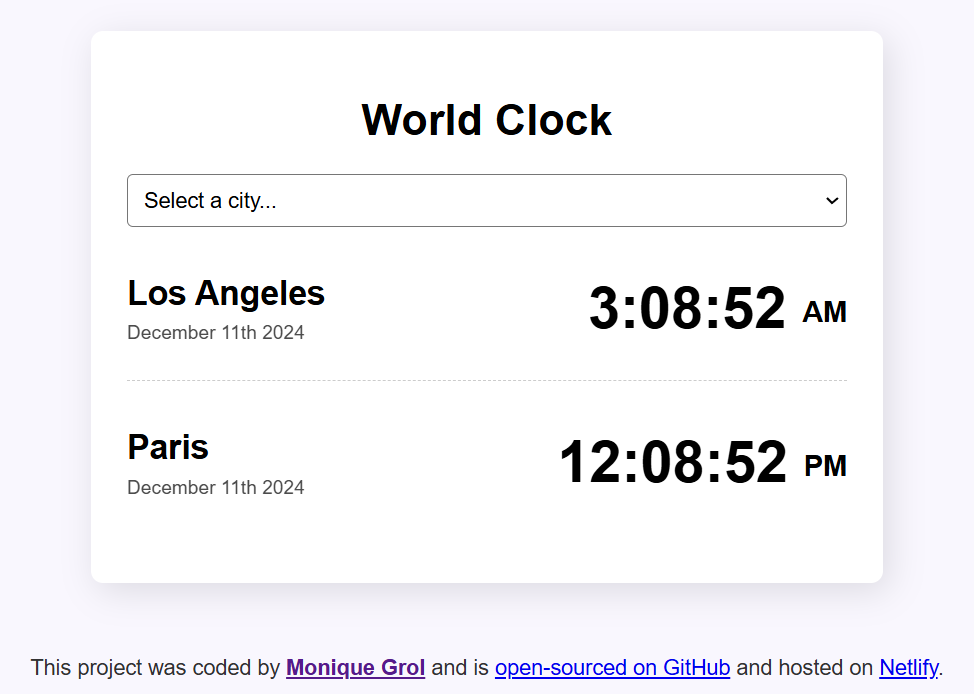 World Clock
Select a city...
Los Angeles
December 11th 2024
3:08:52 AM
Paris
December 11th 2024
12:08:52 PM
This project was coded by Monique Grol and is open-sourced on GitHub and hosted on Netlify.